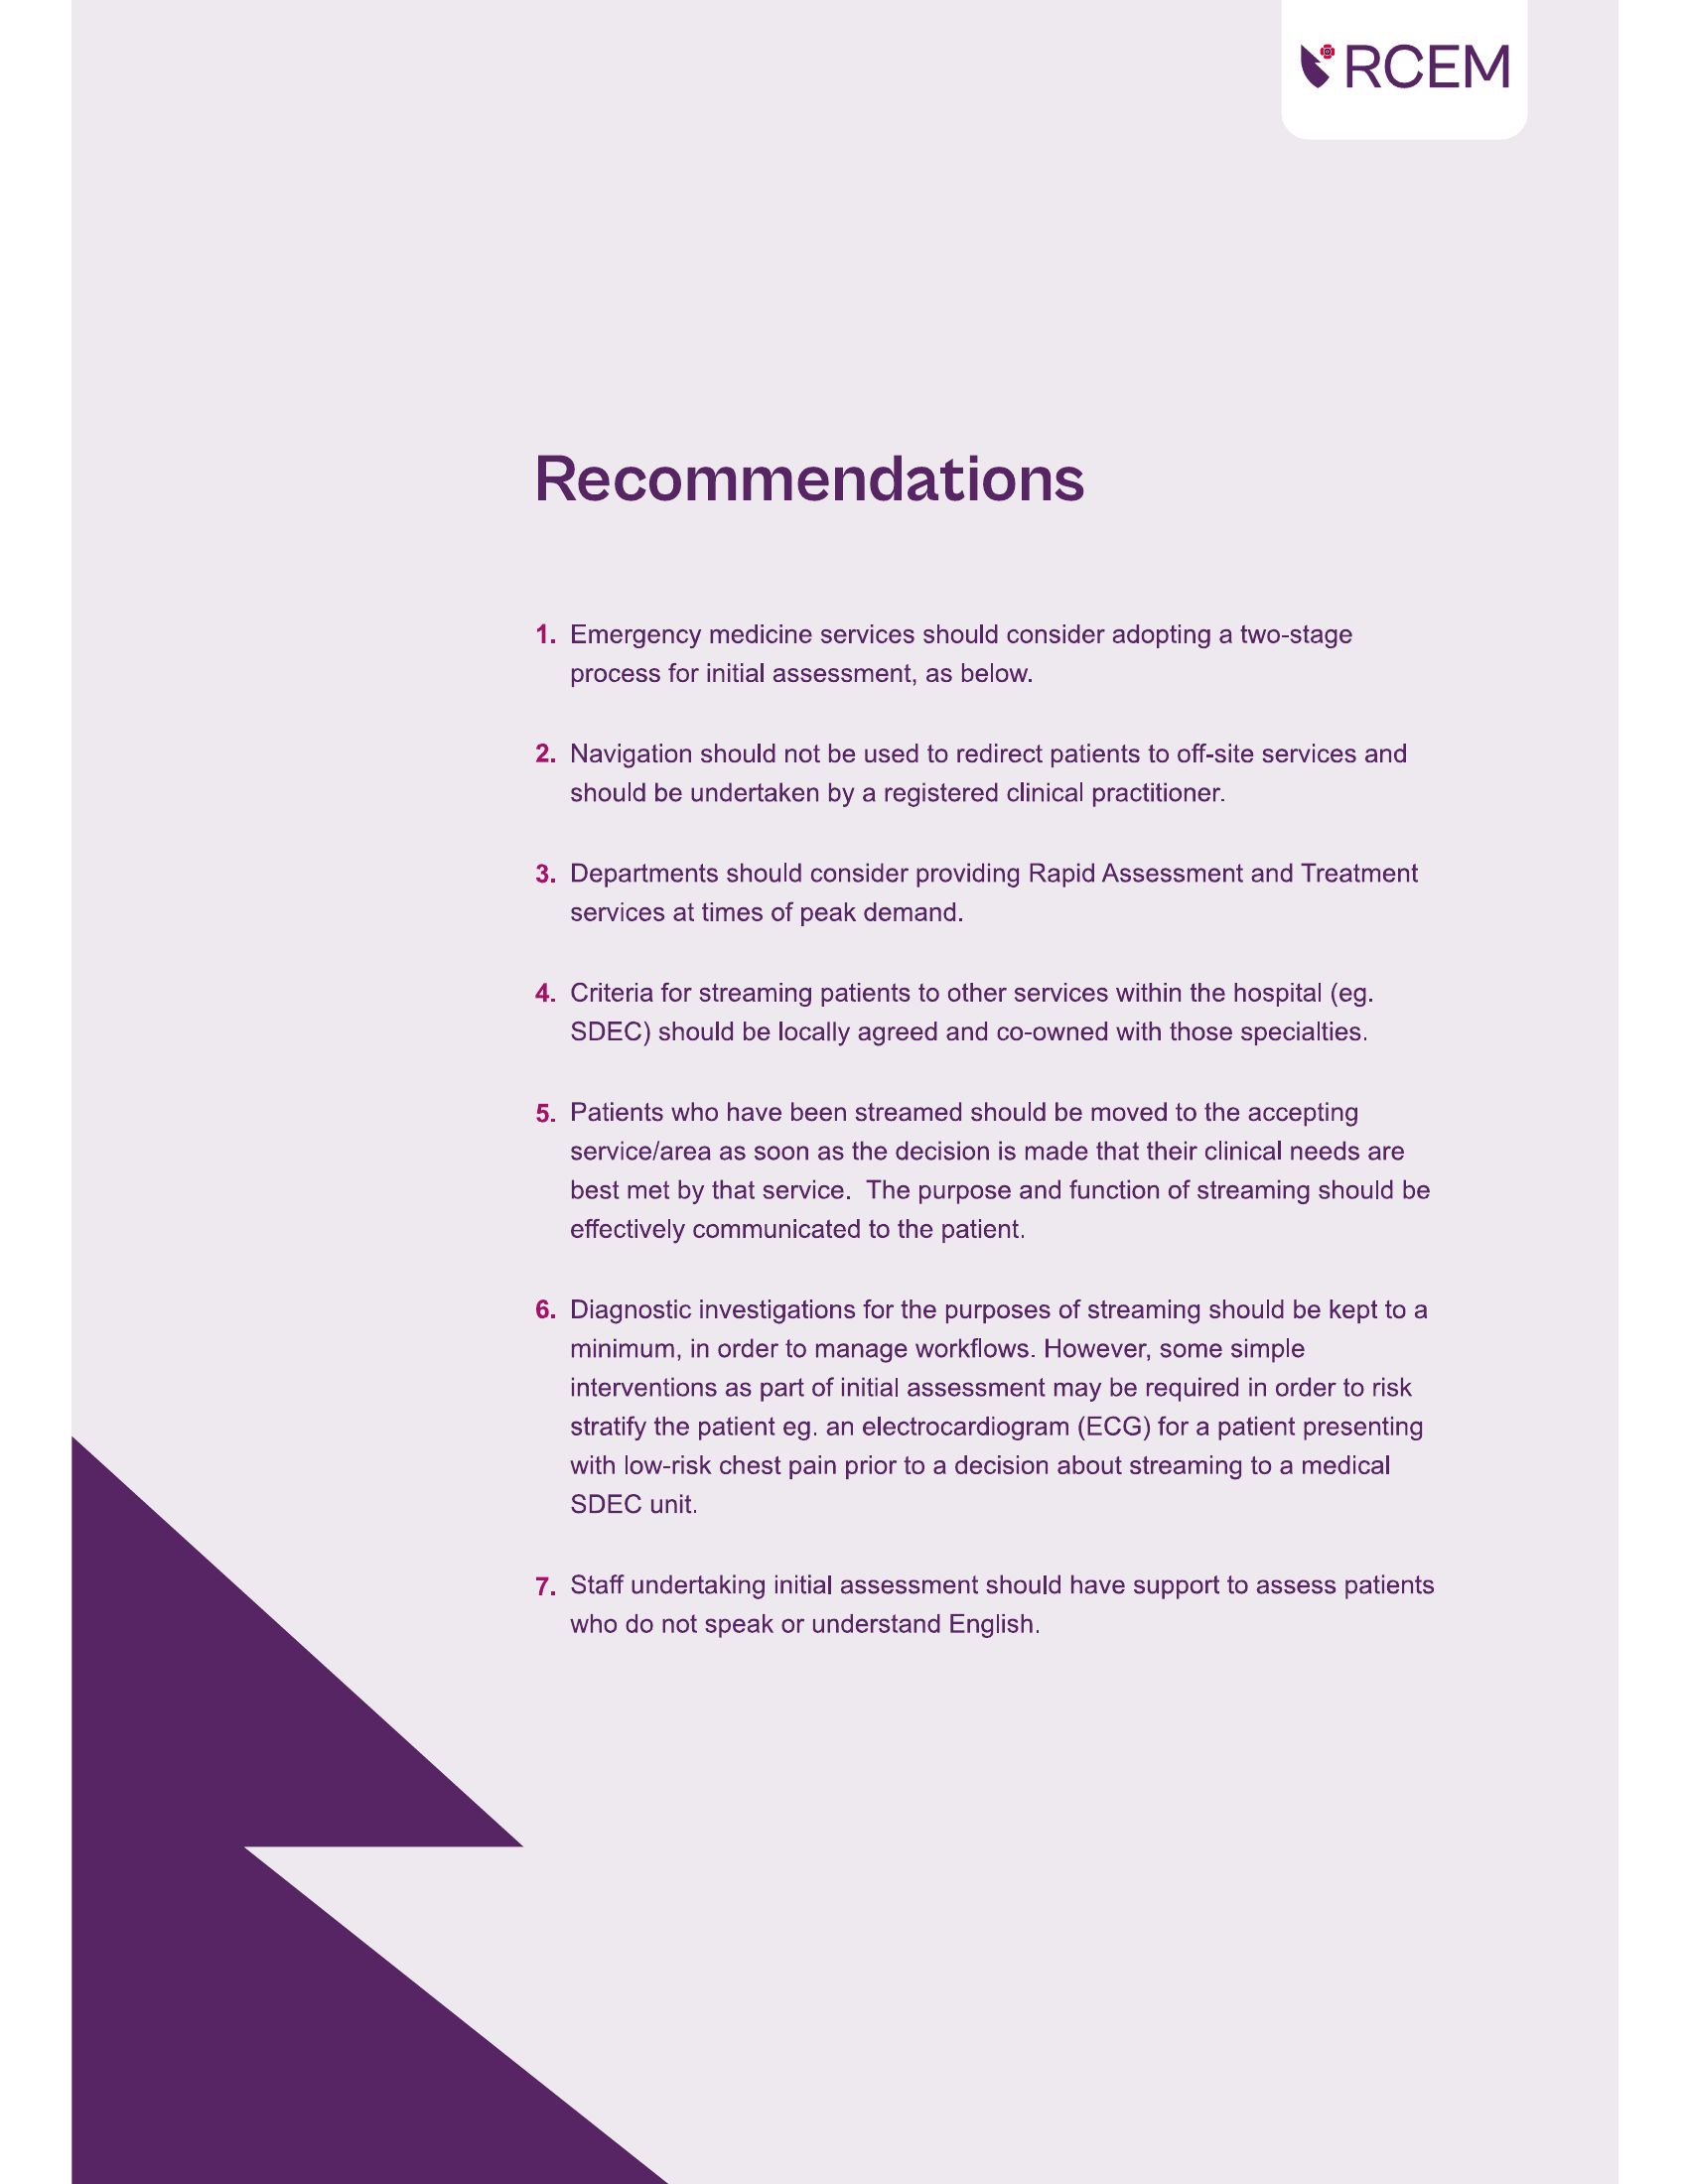 RCEM
Recommendations
1. Emergency medicine services should consider adopting a two-stage
process for initial assessment, as below.
2. Navigation should not be used to redirect patients to off-site services and
should be undertaken by a registered clinical practitioner.
3. Departments should consider providing Rapid Assessment and Treatment
services at times of peak demand.
4. Criteria for streaming patients to other services within the hospital (eg.
SDEC) should be locally agreed and co-owned with those specialties.
5. Patients who have been streamed should be moved to the accepting
service/area as soon as the decision is made that their clinical needs are
best met by that service.  The purpose and function of streaming should be
effectively communicated to the patient.
6. Diagnostic investigations for the purposes of streaming should be kept to a
minimum, in order to manage workflows. However, some simple
interventions as part of initial assessment may be required in order to risk
stratify the patient eg. an electrocardiogram (ECG) for a patient presenting
with low-risk chest pain prior to a decision about streaming to a medical
SDEC unit.
7. Staff undertaking initial assessment should have support to assess patients
who do not speak or understand English.